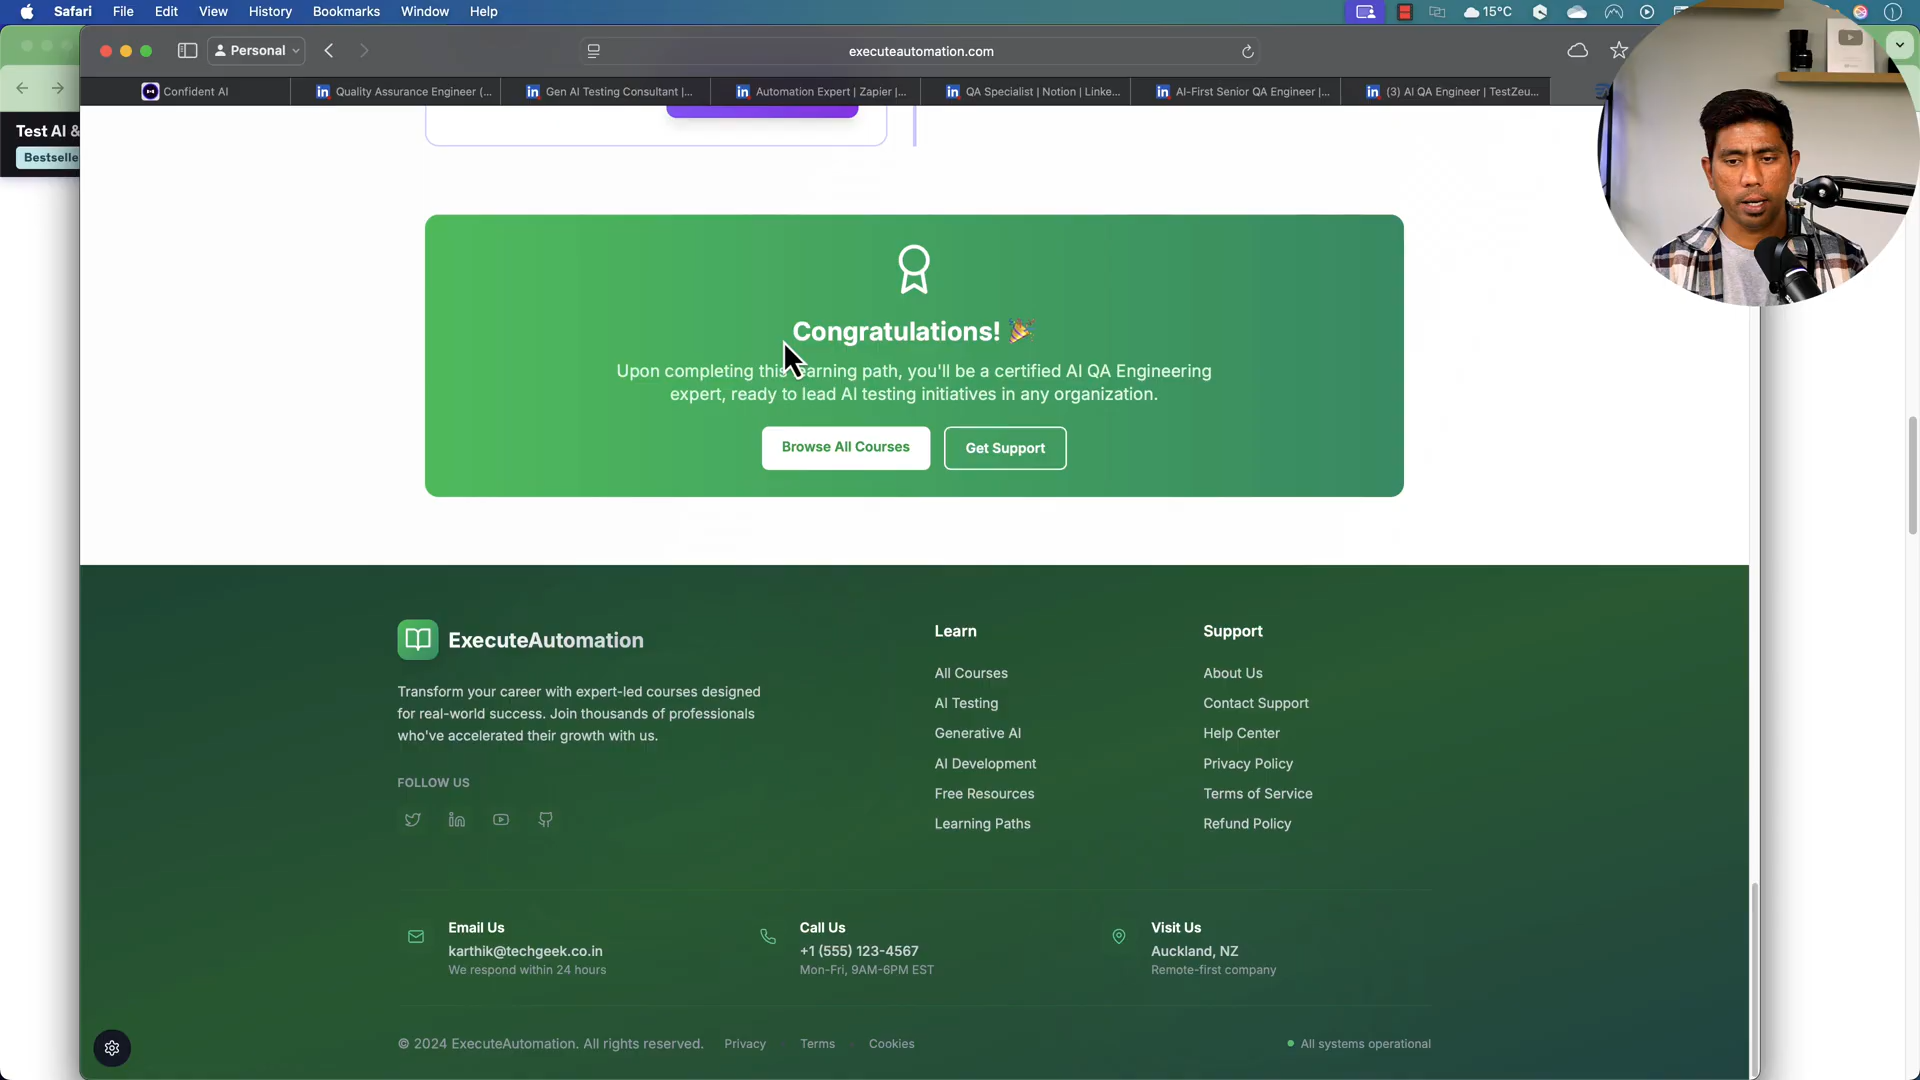 Safari File Edit View History Bookmarks Window Help 15°C
Personal executeautomation.com
Confident AI Quality Assurance Engineer (... Gen AI Testing Consultant |... Automation Expert | Zapier |... QA Specialist | Notion | Linke... AI-First Senior QA Engineer |... (3) AI QA Engineer | TestZeu...
Test AI &
Bestselle
Congratulations! 🎉
Upon completing this learning path, you'll be a certified AI QA Engineering
expert, ready to lead AI testing initiatives in any organization.
Browse All Courses Get Support
ExecuteAutomation
Transform your career with expert-led courses designed
for real-world success. Join thousands of professionals
who've accelerated their growth with us.
FOLLOW US
Learn
All Courses
AI Testing
Generative AI
AI Development
Free Resources
Learning Paths
Support
About Us
Contact Support
Help Center
Privacy Policy
Terms of Service
Refund Policy
Email Us
karthik@techgeek.co.in
We respond within 24 hours
Call Us
+1 (555) 123-4567
Mon-Fri, 9AM-6PM EST
Visit Us
Auckland, NZ
Remote-first company
© 2024 ExecuteAutomation. All rights reserved. Privacy Terms Cookies
All systems operational